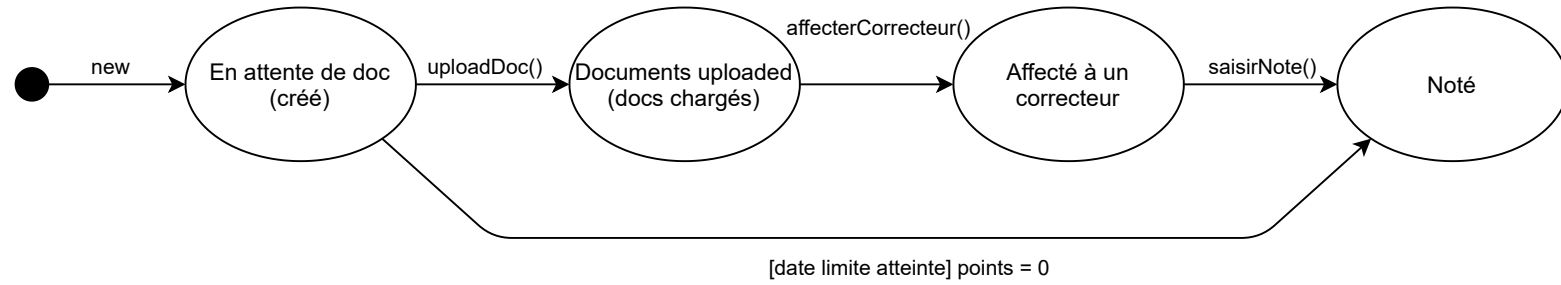 new
En attente de doc
(créé)
uploadDoc()
Documents uploaded
(docs chargés)
affecterCorrecteur()
Affecté à un
correcteur
saisirNote()
Noté
[date limite atteinte] points = 0